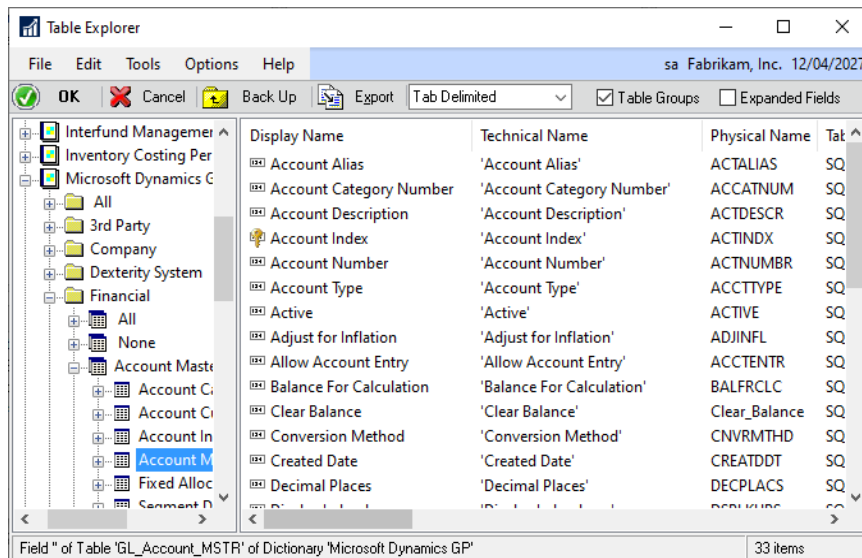 Table Explorer
File Edit Tools Options Help sa Fabrikam, Inc. 12/04/2027
OK Cancel Back Up Export Tab Delimited Table Groups Expanded Fields
Interfund Managemer
Inventory Costing Per
Microsoft Dynamics G
All
3rd Party
Company
Dexterity System
Financial
All
None
Account Maste
Account Ca
Account Cu
Account In
Account M
Fixed Alloc
Segment D
Display Name Technical Name Physical Name Tab
Account Alias 'Account Alias' ACTALIAS SQ
Account Category Number 'Account Category Number' ACCATNUM SQ
Account Description 'Account Description' ACTDESCR SQ
Account Index 'Account Index' ACTINDX SQ
Account Number 'Account Number' ACTNUMBR SQ
Account Type 'Account Type' ACCTTYPE SQ
Active 'Active' ACTIVE SQ
Adjust for Inflation 'Adjust for Inflation' ADJINFL SQ
Allow Account Entry 'Allow Account Entry' ACCTENTR SQ
Balance For Calculation 'Balance For Calculation' BALFRCLC SQ
Clear Balance 'Clear Balance' Clear_Balance SQ
Conversion Method 'Conversion Method' CNVRMTHD SQ
Created Date 'Created Date' CREATDDT SQ
Decimal Places 'Decimal Places' DECPLACS SQ
Field '' of Table 'GL_Account_MSTR' of Dictionary 'Microsoft Dynamics GP' 33 items